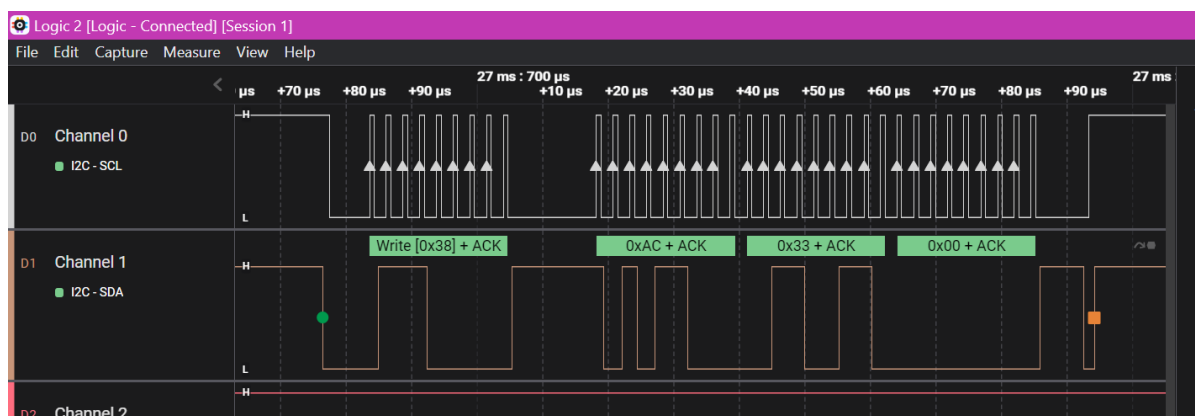 Logic 2 [Logic - Connected] [Session 1]
File Edit Capture Measure View Help
27 ms : 700 µs 27 ms
µs +70 µs +80 µs +90 µs +10 µs +20 µs +30 µs +40 µs +50 µs +60 µs +70 µs +80 µs +90 µs
H
D0 Channel 0
I2C - SCL
L
Write [0x38] + ACK 0xAC + ACK 0x33 + ACK 0x00 + ACK
D1 Channel 1
H
I2C - SDA
L
H
D2 Channel 2